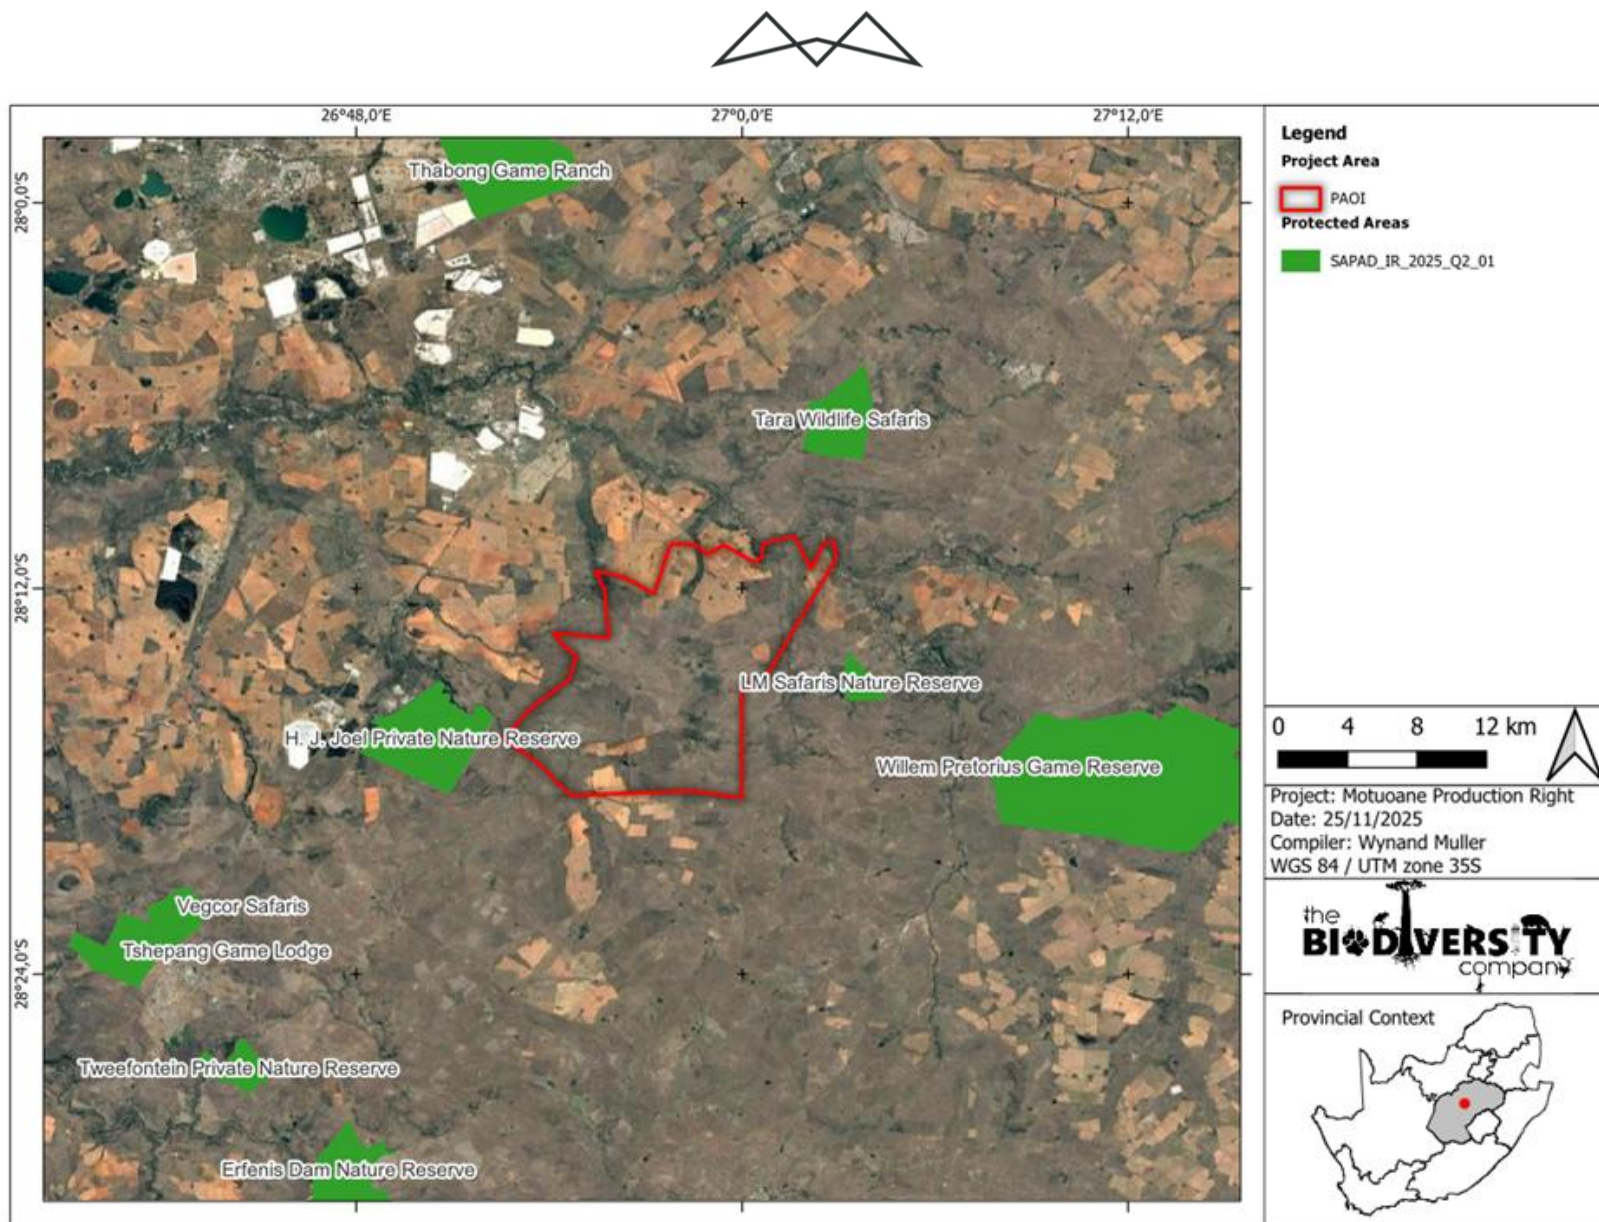 26°48,0'E
27°0,0'E
27°12,0'E
28°0,0'S
28°12,0'S
28°24,0'S
Thabong Game Ranch
Tara Wildlife Safaris
LM Safaris Nature Reserve
H. J. Joel Private Nature Reserve
Willem Pretorius Game Reserve
Vegcor Safaris
Tshepang Game Lodge
Tweefontein Private Nature Reserve
Erfenis Dam Nature Reserve
Legend
Project Area
PAOI
Protected Areas
SAPAD_IR_2025_Q2_01
0 4 8 12 km
Project: Motuoane Production Right
Date: 25/11/2025
Compiler: Wynand Muller
WGS 84 / UTM zone 35S
the
BIODIVERSITY
company
Provincial Context